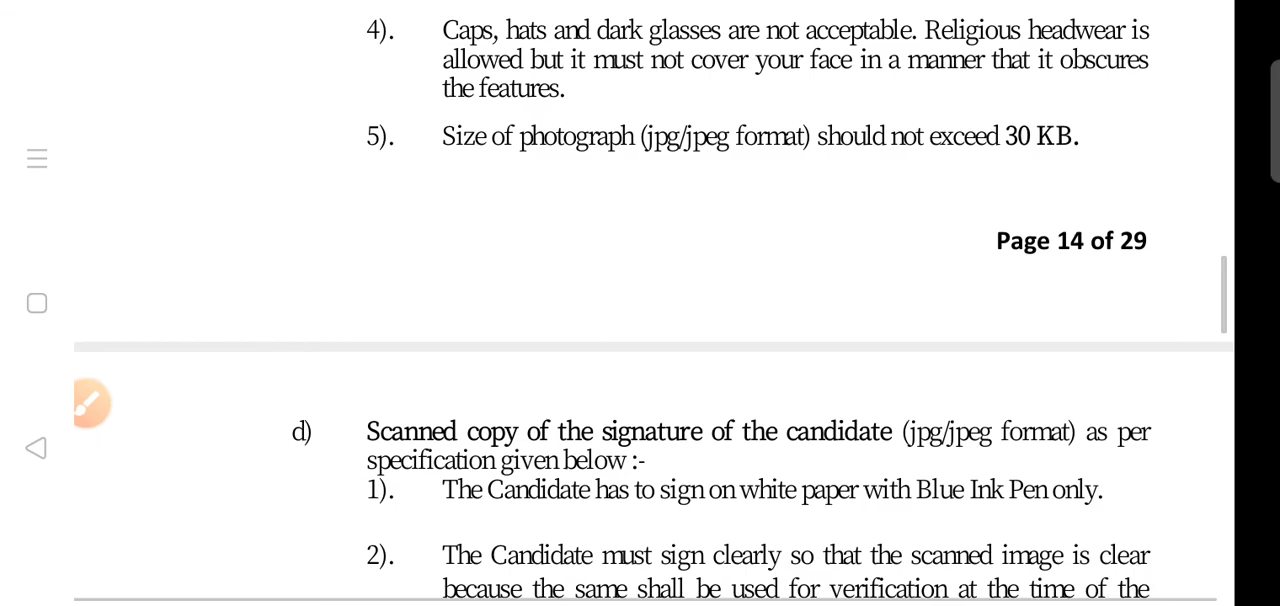 4). Caps, hats and dark glasses are not acceptable. Religious headwear is
allowed but it must not cover your face in a manner that it obscures
the features.
5). Size of photograph (jpg/jpeg format) should not exceed 30 KB.
Page 14 of 29
d) Scanned copy of the signature of the candidate (jpg/jpeg format) as per
specification given below :-
1). The Candidate has to sign on white paper with Blue Ink Pen only.
2). The Candidate must sign clearly so that the scanned image is clear
because the same shall be used for verification at the time of the